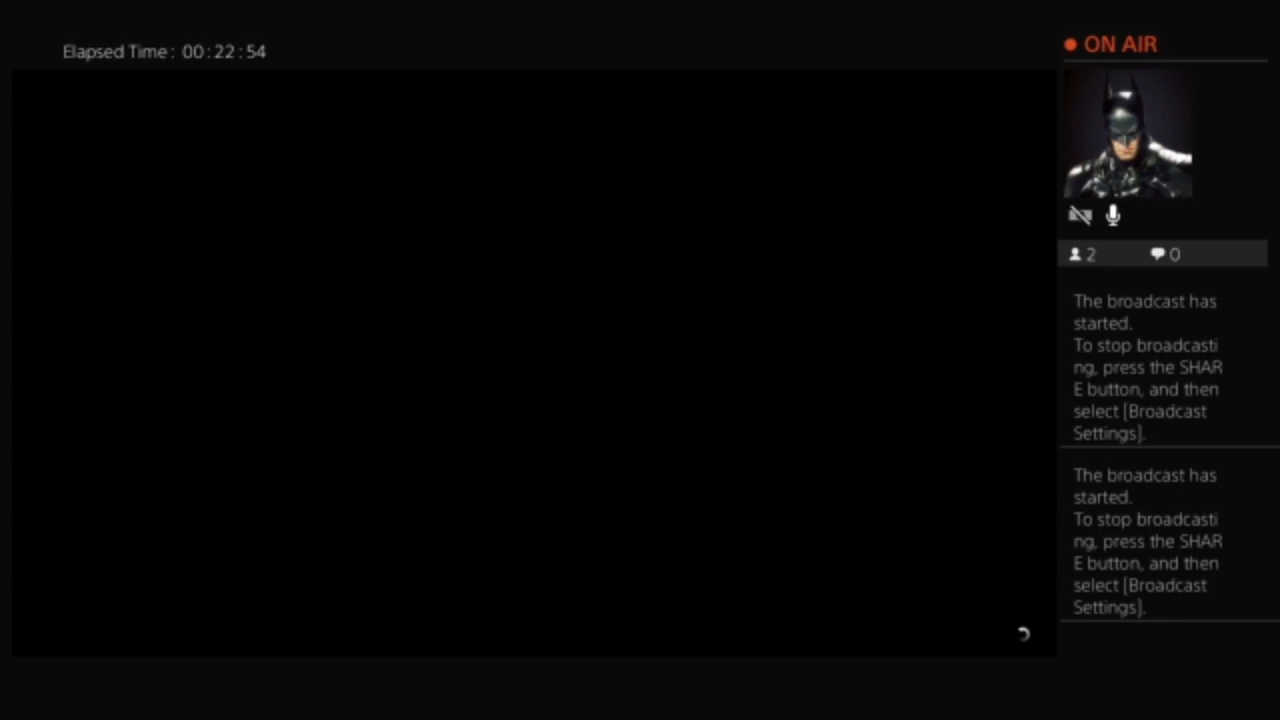 Elapsed Time: 00:22:54
ON AIR
2 0
The broadcast has
started.
To stop broadcasti
ng, press the SHAR
E button, and then
select [Broadcast
Settings].
The broadcast has
started.
To stop broadcasti
ng, press the SHAR
E button, and then
select [Broadcast
Settings].